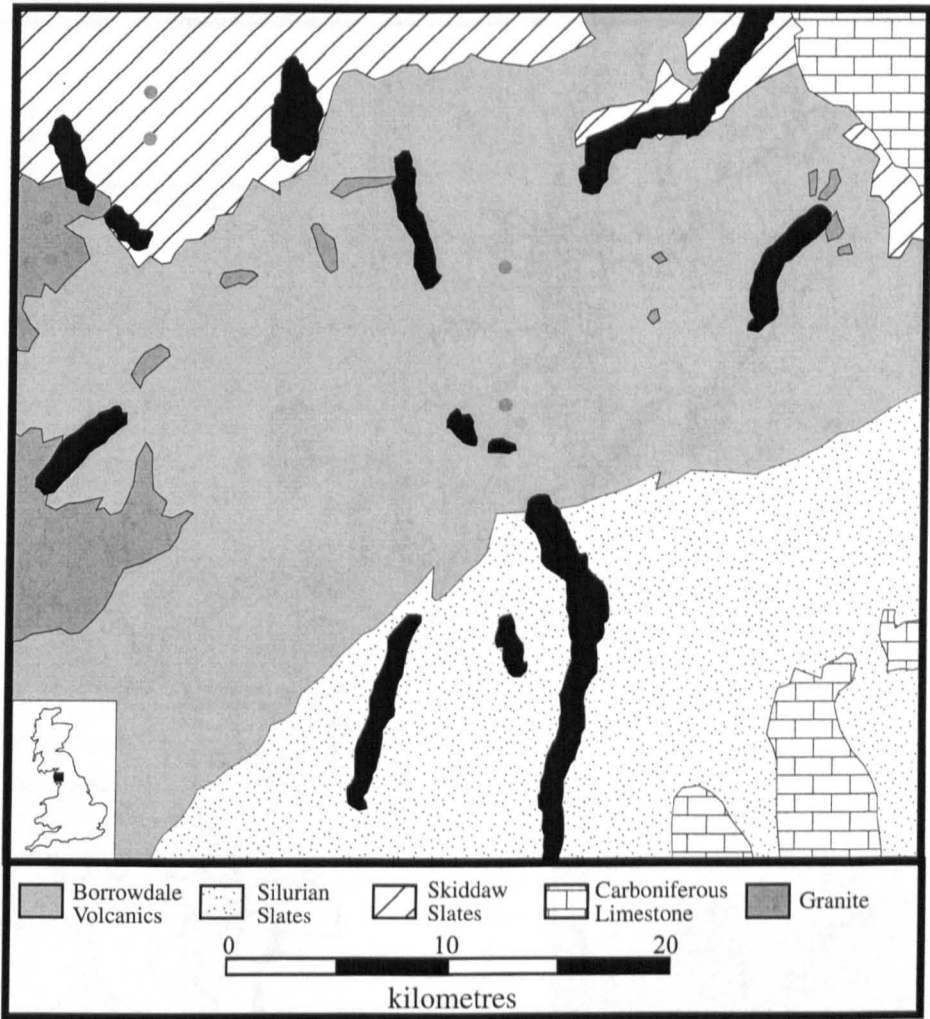 Borrowdale
Volcanics
Silurian
Slates
Skiddaw
Slates
Carboniferous
Limestone
Granite
0 10 20
kilometres